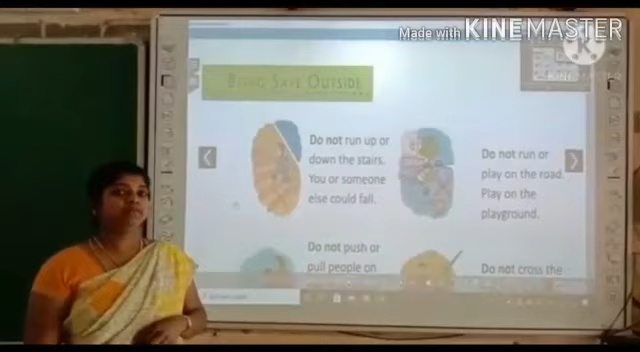 Made with KINEMASTER
KINEMASTER
BEING SAFE OUTSIDE
Do not run up or
down the stairs.
You or someone
else could fall.
Do not run or
play on the road.
Play on the
playground.
Do not push or
pull people on
Do not cross the